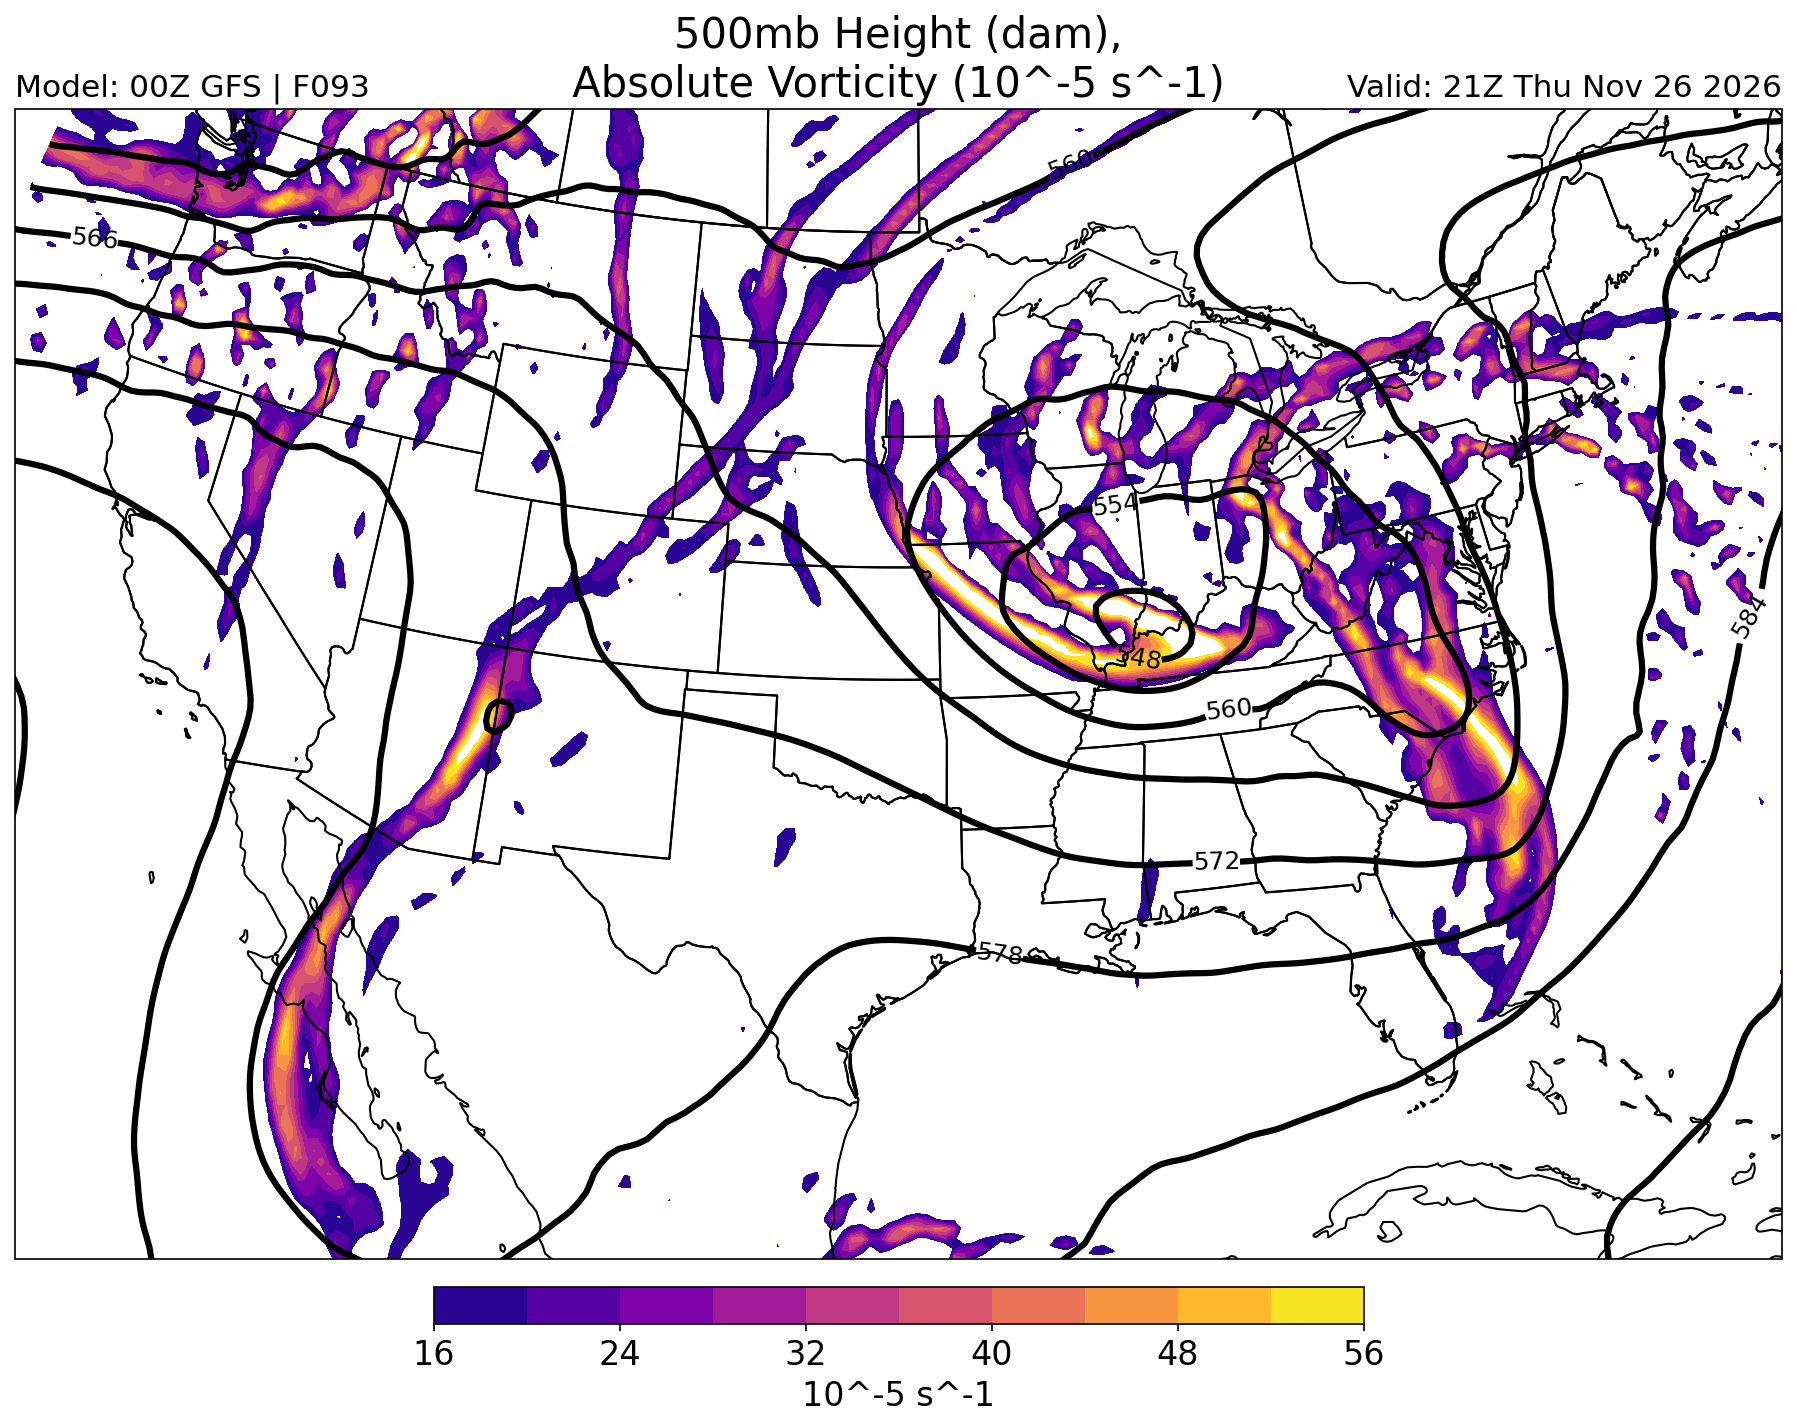 500mb Height (dam),
Absolute Vorticity (10^-5 s^-1)
Model: 00Z GFS | F093
Valid: 21Z Thu Nov 26 2026
560
566
554
584
548
560
572
578
16 24 32 40 48 56
10^-5 s^-1